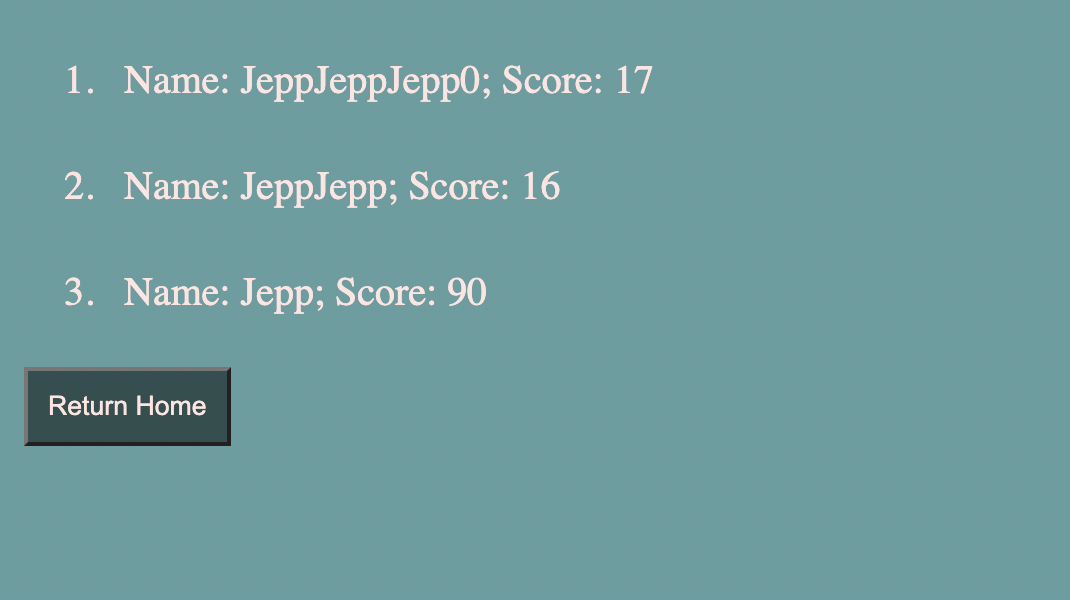 1. Name: JeppJeppJepp0; Score: 17
2. Name: JeppJepp; Score: 16
3. Name: Jepp; Score: 90
Return Home